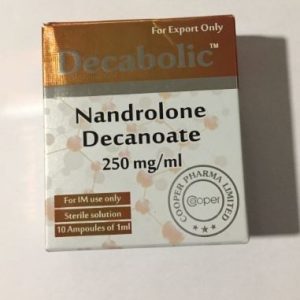 For Export Only
Decabolic™
Nandrolone
Decanoate
250 mg/ml
For IM use only
Sterile solution
10 Ampoules of 1ml
COOPER PHARMA LIMITED
Cooper